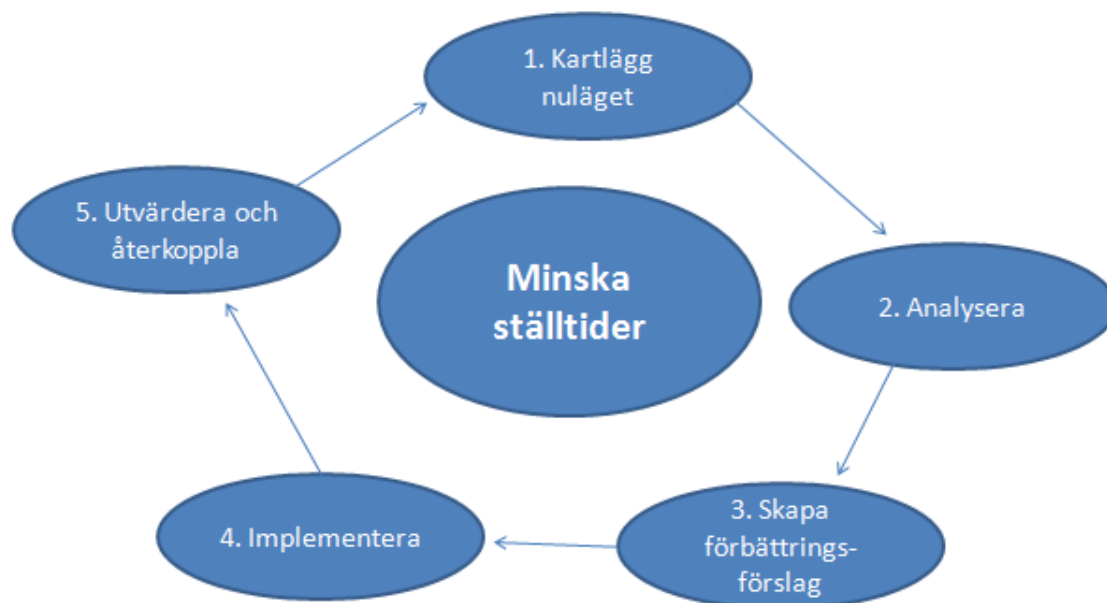 1. Kartlägg
nuläget
2. Analysera
3. Skapa
förbättrings-
förslag
4. Implementera
5. Utvärdera och
återkoppla
Minska
ställtider